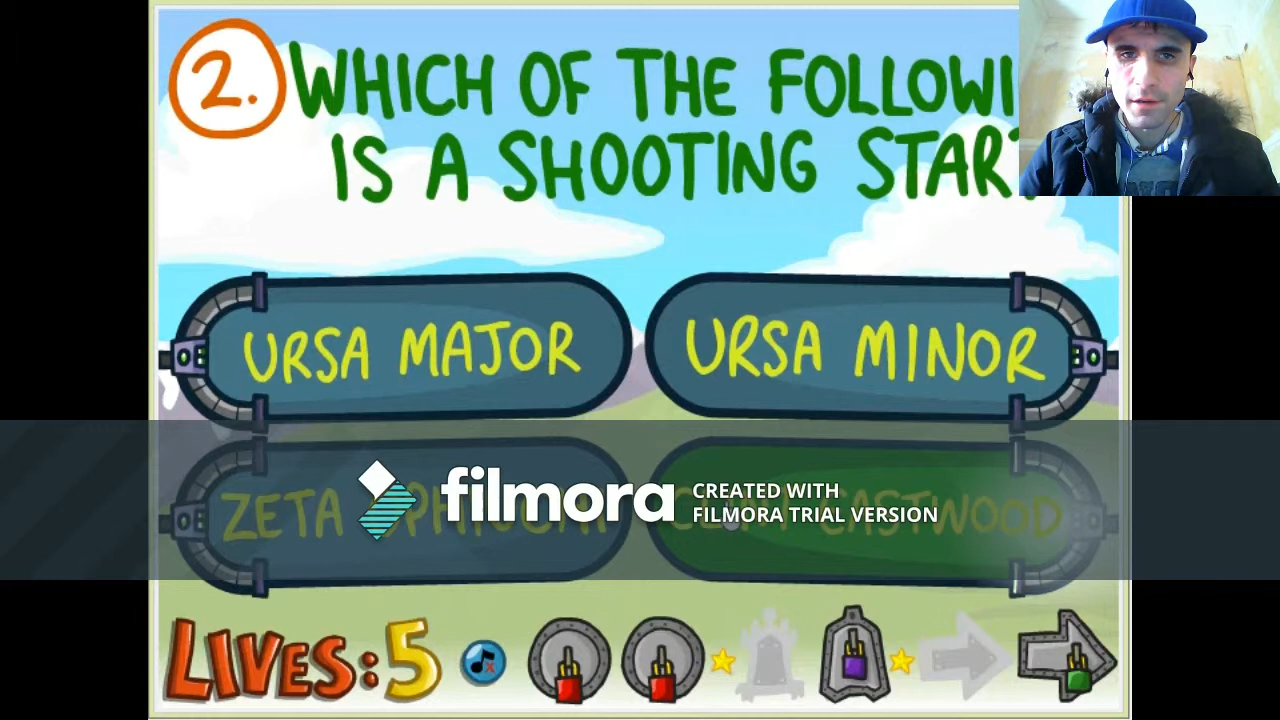 2. WHICH OF THE FOLLOWI
IS A SHOOTING STAR?
URSA MAJOR
URSA MINOR
ZETA
EASTWOOD
filmora
CREATED WITH
FILMORA TRIAL VERSION
LIVES: 5